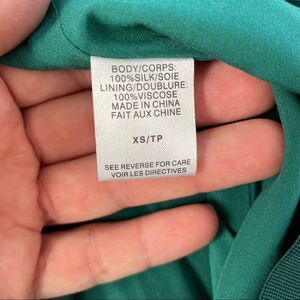 BODY/CORPS:
100%SILK/SOIE
LINING/DOUBLURE:
100%VISCOSE
MADE IN CHINA
FAIT AUX CHINE
XS/TP
SEE REVERSE FOR CARE
VOIR LES DIRECTIVES